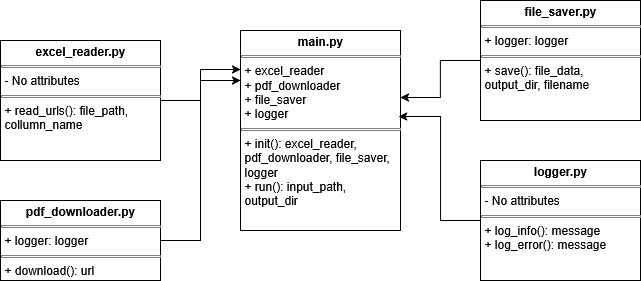 excel_reader.py
- No attributes
+ read_urls(): file_path,
collumn_name
pdf_downloader.py
+ logger: logger
+ download(): url
main.py
+ excel_reader
+ pdf_downloader
+ file_saver
+ logger
+ init(): excel_reader,
pdf_downloader, file_saver,
logger
+ run(): input_path,
output_dir
file_saver.py
+ logger: logger
+ save(): file_data,
output_dir, filename
logger.py
- No attributes
+ log_info(): message
+ log_error(): message